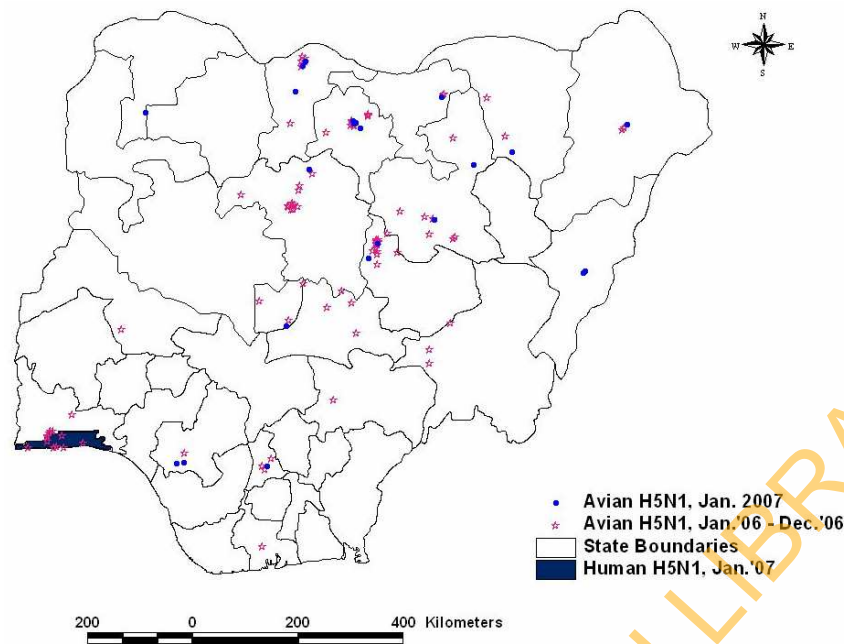 N
W E
S
Avian H5N1, Jan. 2007
Avian H5N1, Jan.'06 - Dec.'06
State Boundaries
Human H5N1, Jan.'07
200 0 200 400 Kilometers